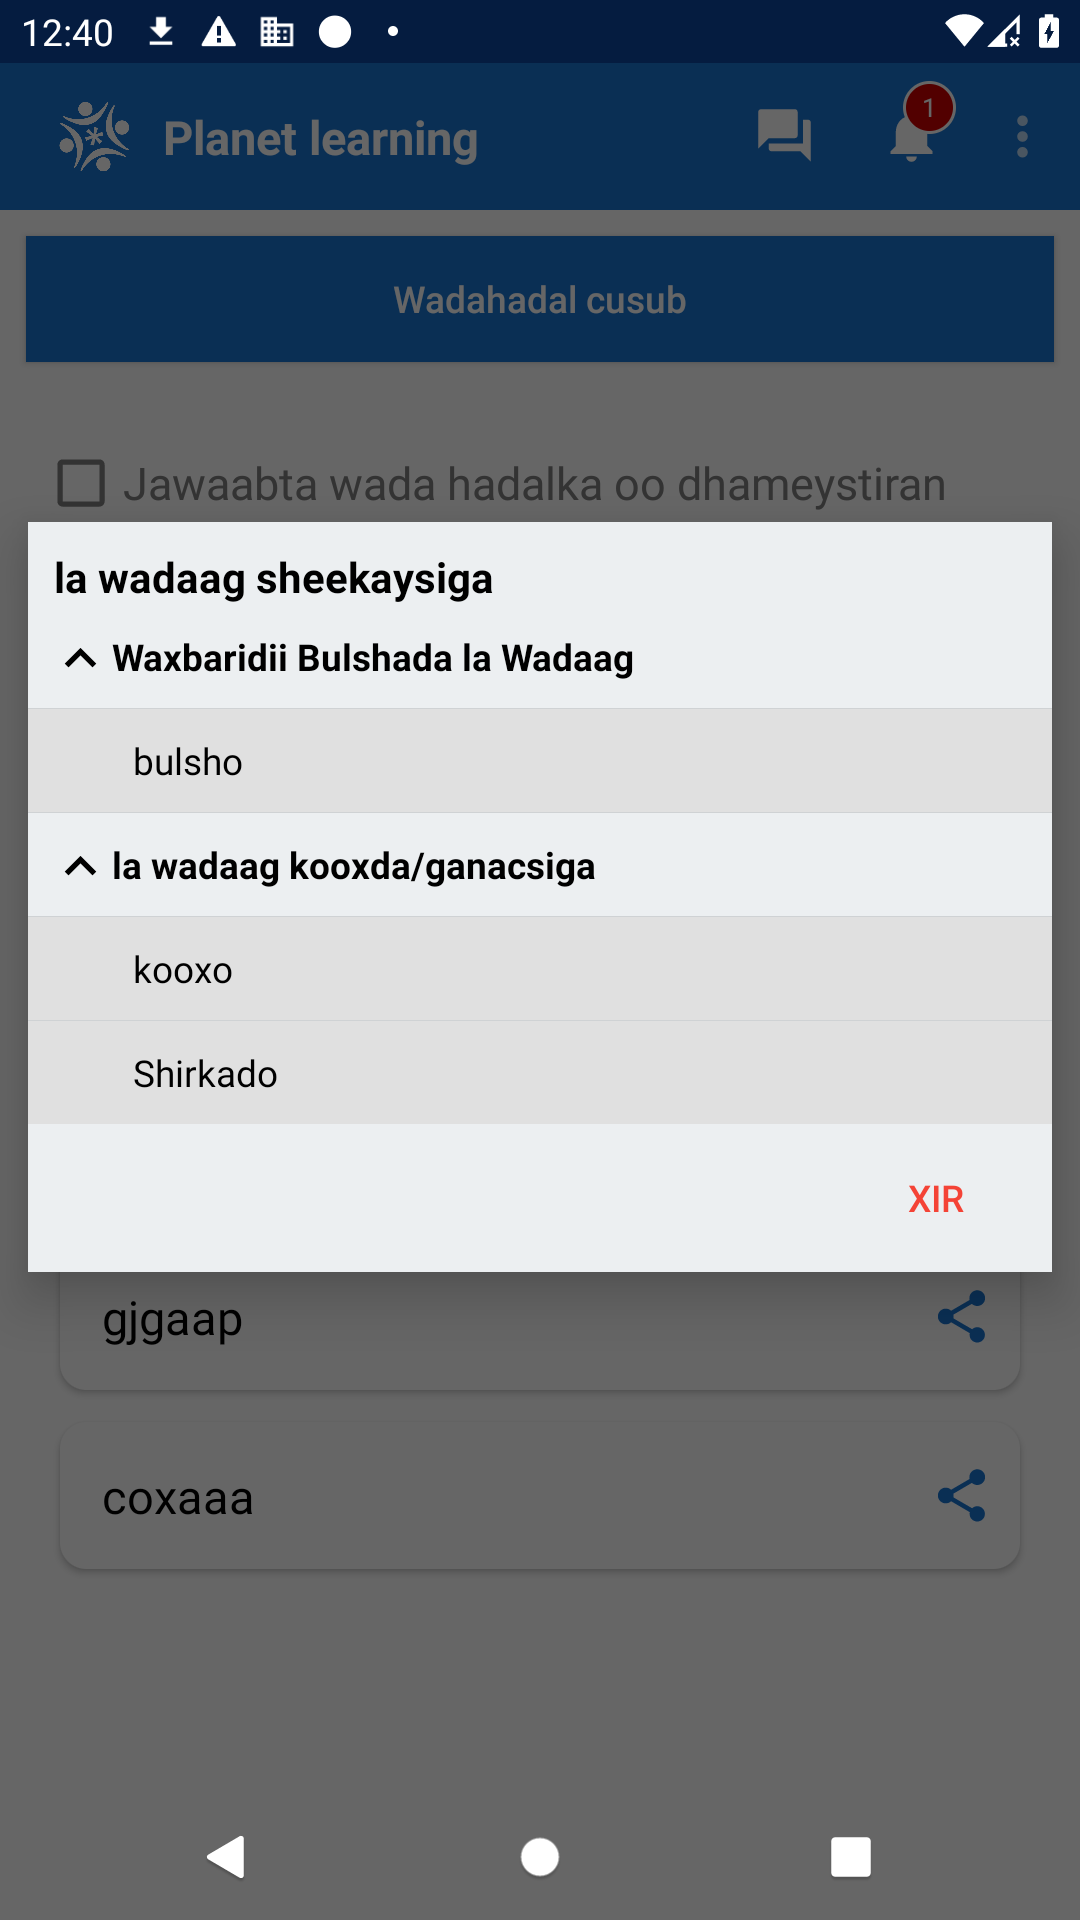 12:40
Planet learning
1
Wadahadal cusub
Jawaabta wada hadalka oo dhameystiran
la wadaag sheekaysiga
Waxbaridii Bulshada la Wadaag
bulsho
la wadaag kooxda/ganacsiga
kooxo
Shirkado
XIR
gjgaap
coxaaa